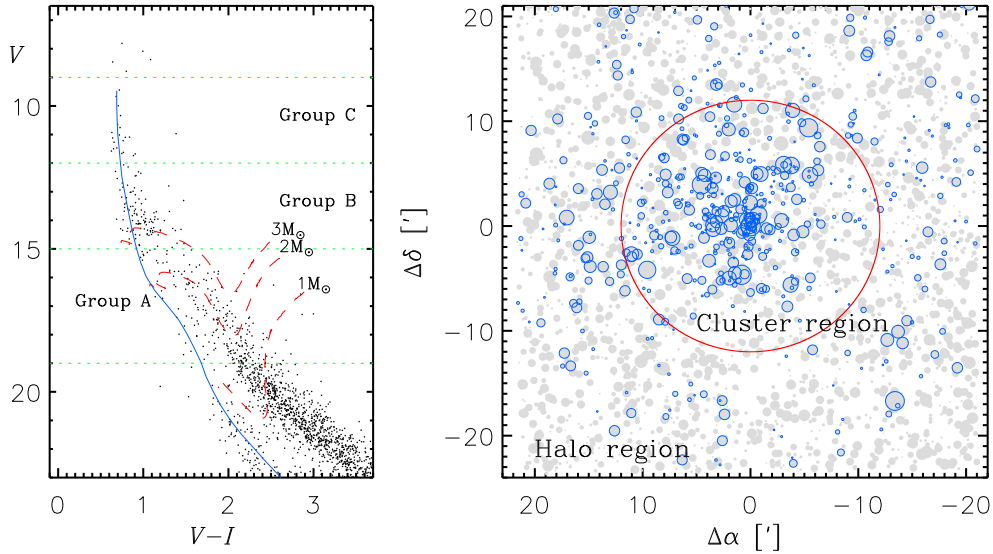 V
10
15
20
Group C
Group B
Group A
3M⊙
2M⊙
1M⊙
0 1 2 3
V−I
20
10
0
−10
−20
Δδ [']
Cluster region
Halo region
20 10 0 −10 −20
Δα [']